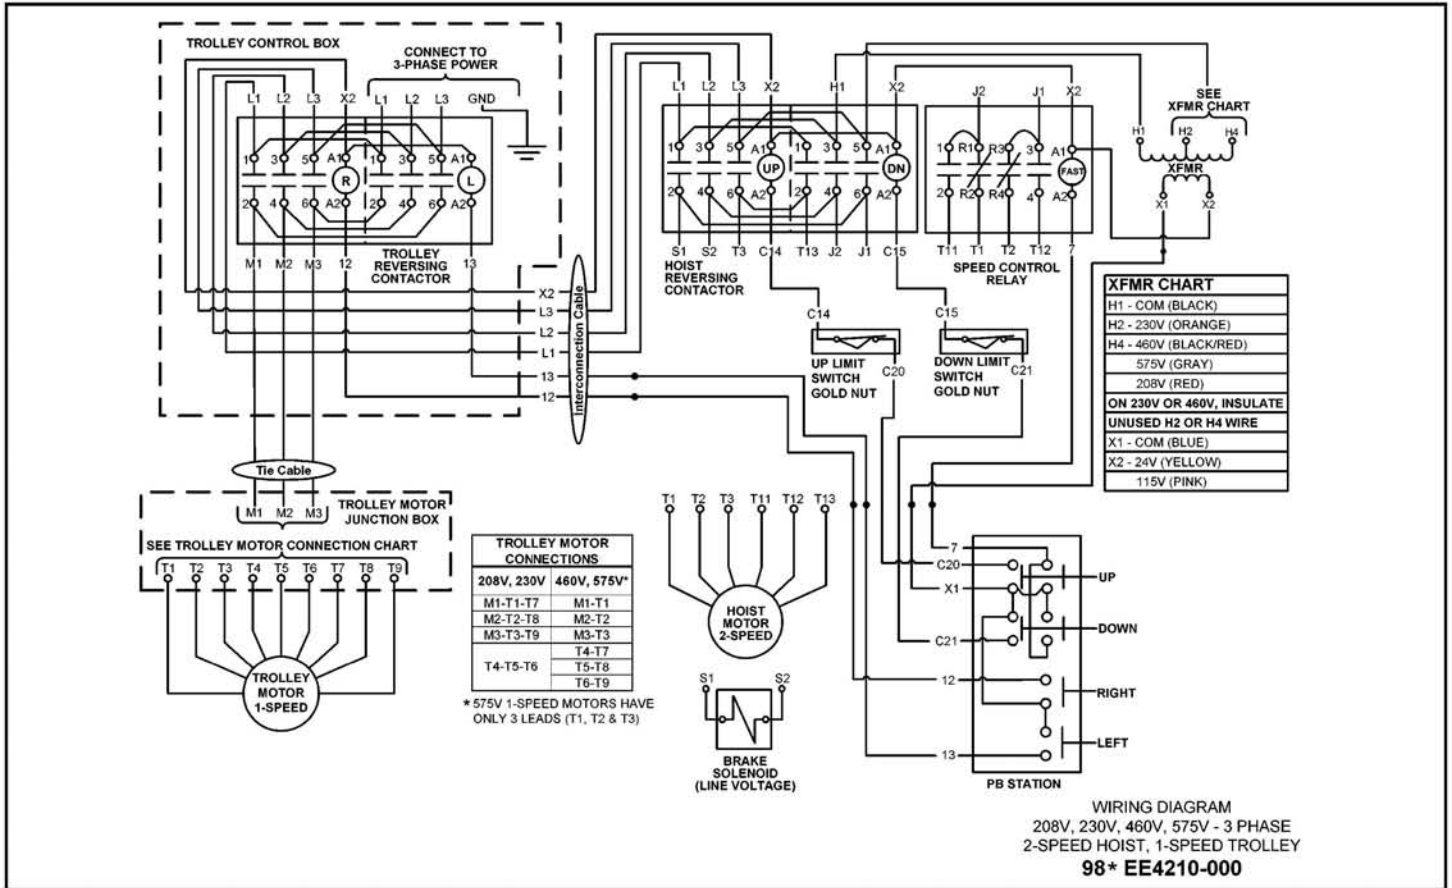 TROLLEY CONTROL BOX
CONNECT TO
3-PHASE POWER
L1 L2 L3 X2 L1 L2 L3 GND
1 3 5 A1 1 3 5 A1
R L
2 4 6 A2 2 4 6 A2
M1 M2 M3 12 13
TROLLEY
REVERSING
CONTACTOR
X2
L3
L2
L1
13
12
Interconnection Cable
L1 L2 L3 X2 H1 X2
1 3 5 A1 1 3 5 A1
UP DN
2 4 6 A2 2 4 6 A2
S1 S2 T3 C14 T13 J2 J1 C15
HOIST
REVERSING
CONTACTOR
J2 J1 X2
1 R1 R3 3 A1
FAST
2 R2 R4 4 A2
T11 T1 T2 T12 7
SPEED CONTROL
RELAY
SEE
XFMR CHART
H1 H2 H4
XFMR
X1 X2
C14
UP LIMIT
SWITCH
GOLD NUT
C20
C15
DOWN LIMIT
SWITCH
GOLD NUT
C21
XFMR CHART
H1 - COM (BLACK)
H2 - 230V (ORANGE)
H4 - 460V (BLACK/RED)
575V (GRAY)
208V (RED)
ON 230V OR 460V, INSULATE
UNUSED H2 OR H4 WIRE
X1 - COM (BLUE)
X2 - 24V (YELLOW)
115V (PINK)
Tie Cable
M1 M2 M3
TROLLEY MOTOR
JUNCTION BOX
SEE TROLLEY MOTOR CONNECTION CHART
T1 T2 T3 T4 T5 T6 T7 T8 T9
TROLLEY
MOTOR
1-SPEED
TROLLEY MOTOR
CONNECTIONS
208V, 230V 460V, 575V*
M1-T1-T7 M1-T1
M2-T2-T8 M2-T2
M3-T3-T9 M3-T3
T4-T5-T6 T4-T7
T5-T8
T6-T9
* 575V 1-SPEED MOTORS HAVE
ONLY 3 LEADS (T1, T2 & T3)
T1 T2 T3 T11 T12 T13
HOIST
MOTOR
2-SPEED
S1 S2
BRAKE
SOLENOID
(LINE VOLTAGE)
7
C20
X1
C21
12
13
UP
DOWN
RIGHT
LEFT
PB STATION
WIRING DIAGRAM
208V, 230V, 460V, 575V - 3 PHASE
2-SPEED HOIST, 1-SPEED TROLLEY
98* EE4210-000